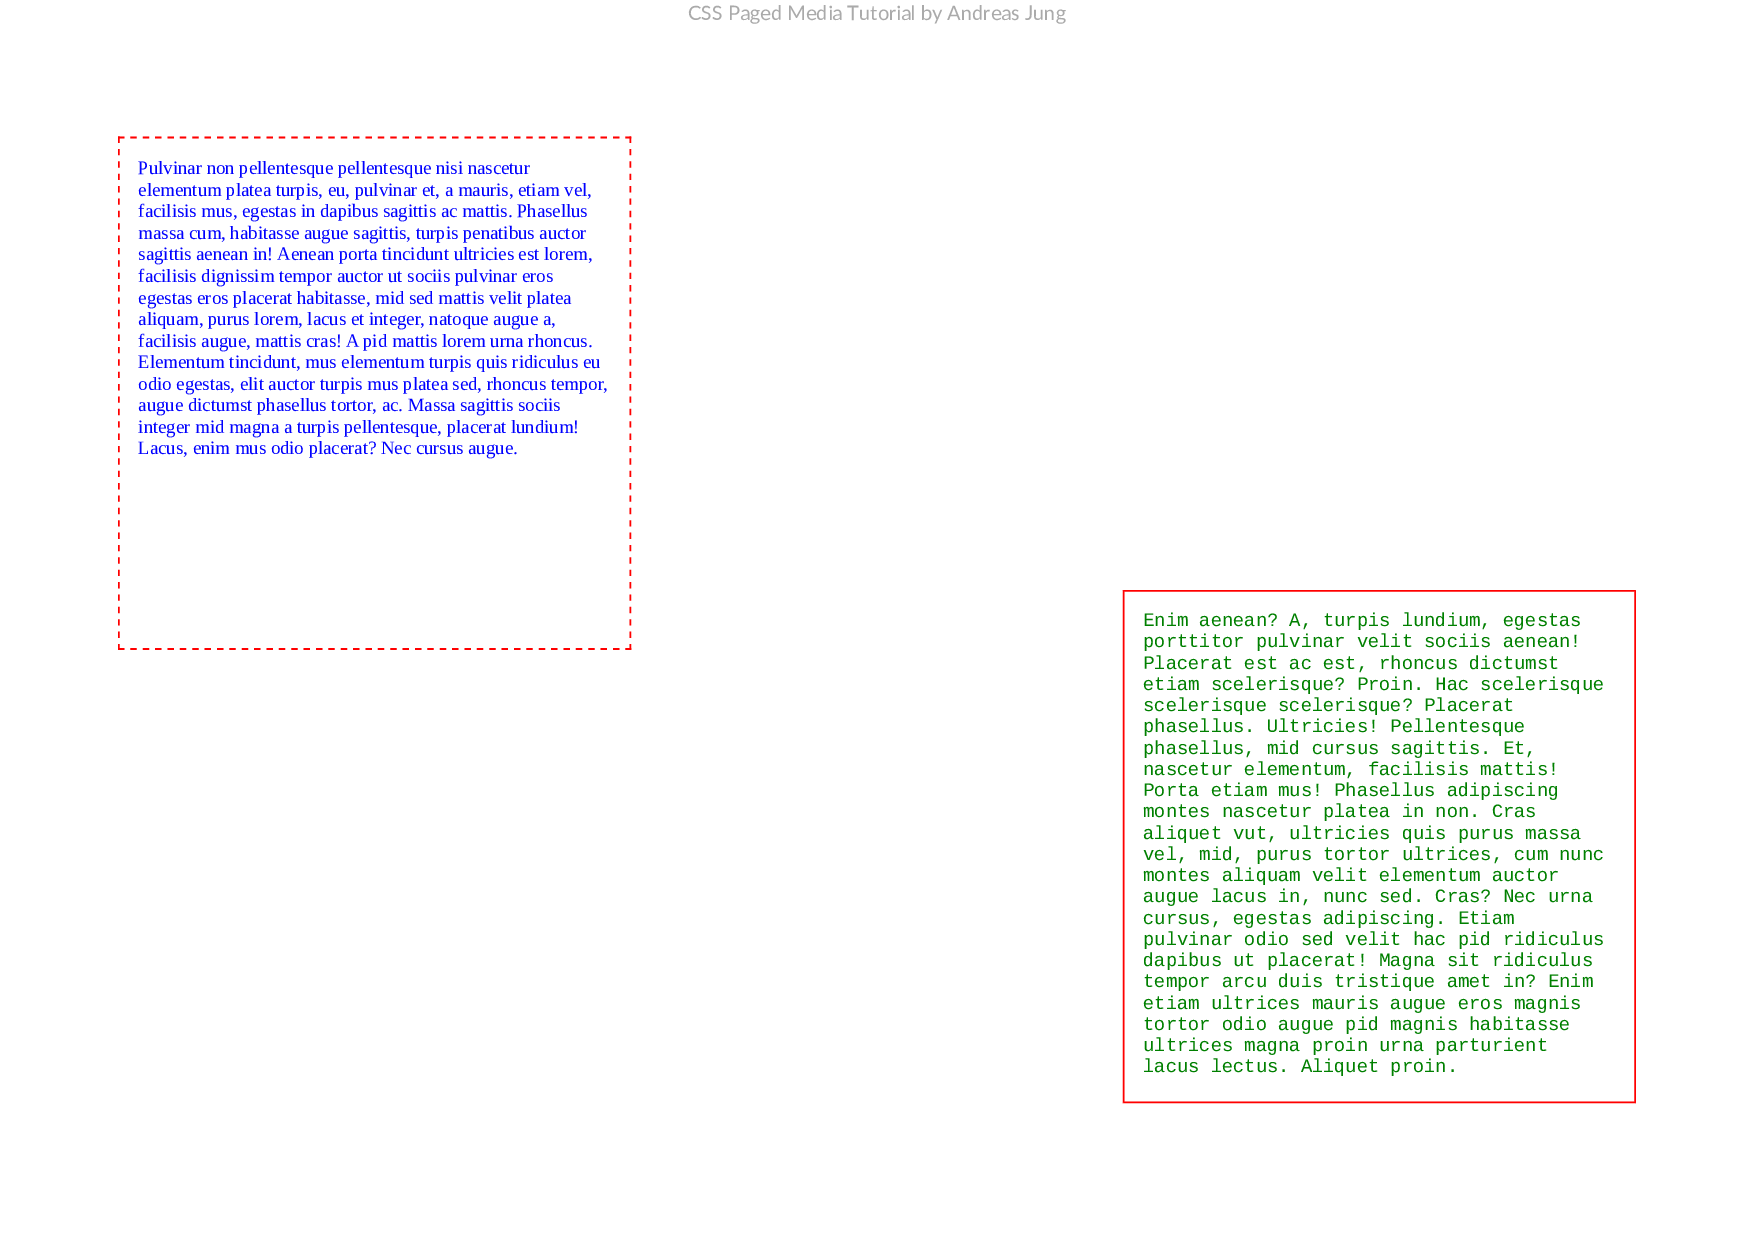 CSS Paged Media Tutorial by Andreas Jung
Pulvinar non pellentesque pellentesque nisi nascetur
elementum platea turpis, eu, pulvinar et, a mauris, etiam vel,
facilisis mus, egestas in dapibus sagittis ac mattis. Phasellus
massa cum, habitasse augue sagittis, turpis penatibus auctor
sagittis aenean in! Aenean porta tincidunt ultricies est lorem,
facilisis dignissim tempor auctor ut sociis pulvinar eros
egestas eros placerat habitasse, mid sed mattis velit platea
aliquam, purus lorem, lacus et integer, natoque augue a,
facilisis augue, mattis cras! A pid mattis lorem urna rhoncus.
Elementum tincidunt, mus elementum turpis quis ridiculus eu
odio egestas, elit auctor turpis mus platea sed, rhoncus tempor,
augue dictumst phasellus tortor, ac. Massa sagittis sociis
integer mid magna a turpis pellentesque, placerat lundium!
Lacus, enim mus odio placerat? Nec cursus augue.
Enim aenean? A, turpis lundium, egestas
porttitor pulvinar velit sociis aenean!
Placerat est ac est, rhoncus dictumst
etiam scelerisque? Proin. Hac scelerisque
scelerisque scelerisque? Placerat
phasellus. Ultricies! Pellentesque
phasellus, mid cursus sagittis. Et,
nascetur elementum, facilisis mattis!
Porta etiam mus! Phasellus adipiscing
montes nascetur platea in non. Cras
aliquet vut, ultricies quis purus massa
vel, mid, purus tortor ultrices, cum nunc
montes aliquam velit elementum auctor
augue lacus in, nunc sed. Cras? Nec urna
cursus, egestas adipiscing. Etiam
pulvinar odio sed velit hac pid ridiculus
dapibus ut placerat! Magna sit ridiculus
tempor arcu duis tristique amet in? Enim
etiam ultrices mauris augue eros magnis
tortor odio augue pid magnis habitasse
ultrices magna proin urna parturient
lacus lectus. Aliquet proin.